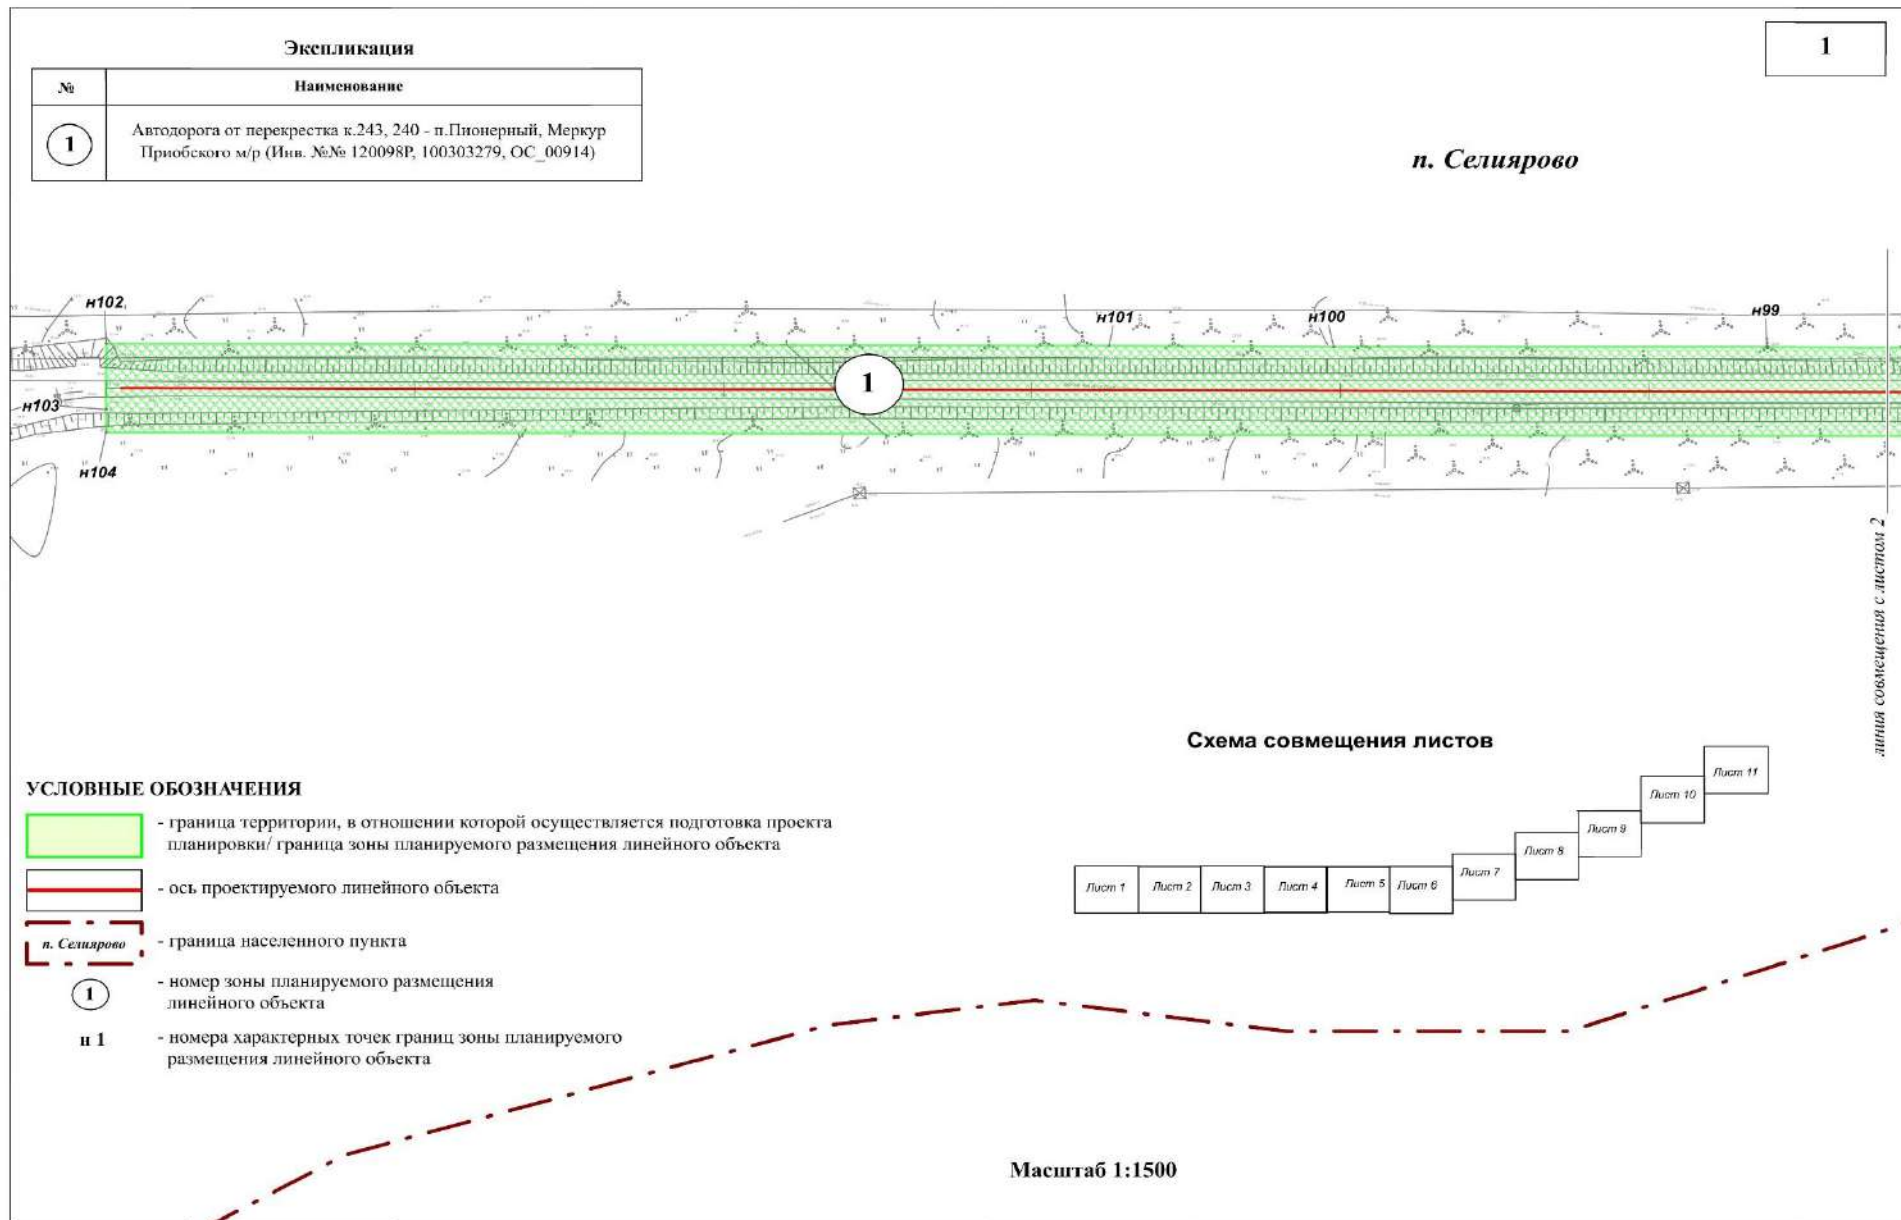 Экспликация
1
№
Наименование
1
Автодорога от перекрестка к.243, 240 - п.Пионерный, Меркур
Приобского м/р (Инв. №№ 120098Р, 100303279, ОС_00914)
п. Селиярово
н102
н101
н100
н99
1
н103
н104
линия совмещения с листом 2
Схема совмещения листов
Лист 1
Лист 2
Лист 3
Лист 4
Лист 5
Лист 6
Лист 7
Лист 8
Лист 9
Лист 10
Лист 11
УСЛОВНЫЕ ОБОЗНАЧЕНИЯ
- граница территории, в отношении которой осуществляется подготовка проекта
планировки/ граница зоны планируемого размещения линейного объекта
- ось проектируемого линейного объекта
п. Селиярово
- граница населенного пункта
1
- номер зоны планируемого размещения
линейного объекта
н 1
- номера характерных точек границ зоны планируемого
размещения линейного объекта
Масштаб 1:1500